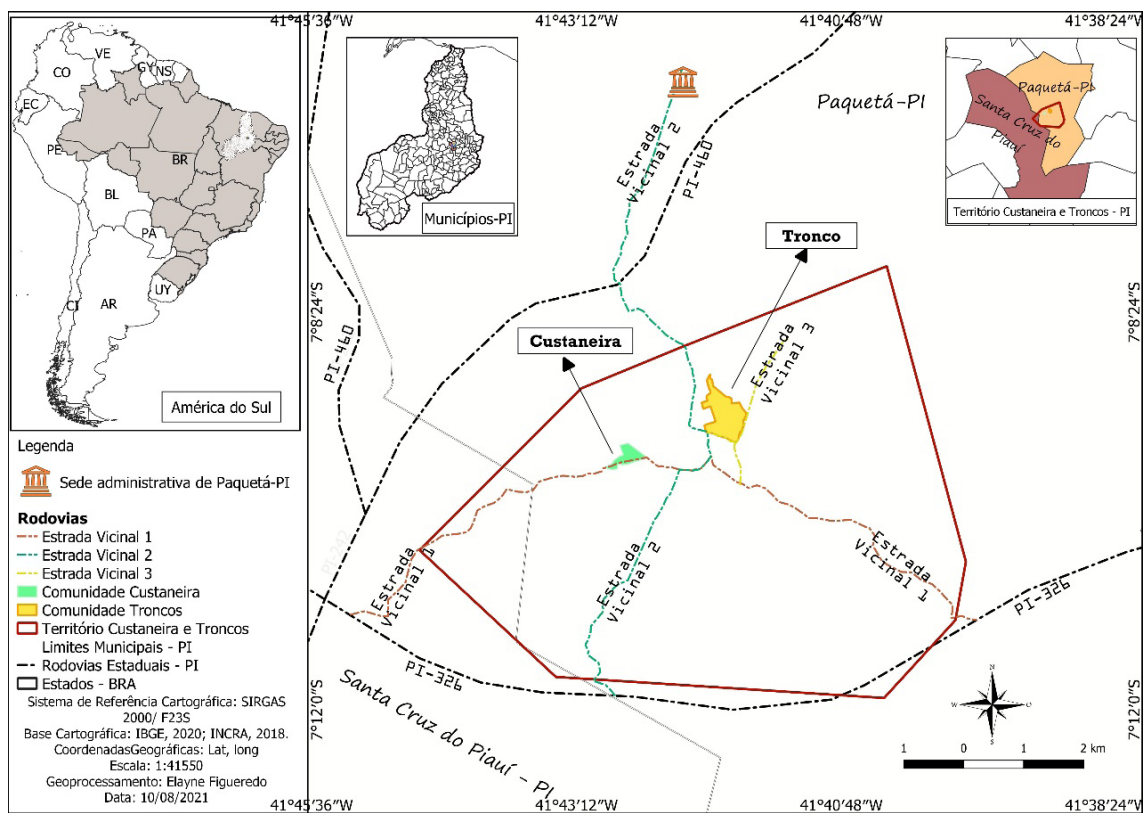 41°45'36"W
41°43'12"W
41°40'48"W
41°38'24"W
VE
GY
NS
CO
EC
PE
BR
BL
PA
CI
AR
UY
América do Sul
Municípios-PI
Paquetá-PI
Santa Cruz do
Piauí
Território Custaneira e Troncos - PI
Paquetá-PI
Estrada
Vicinal 2
PI-460
PI-460
Tronco
Custaneira
Estrada
Vicinal 3
7°8'24"S
7°8'24"S
Estrada
Vicinal 1
Estrada
Vicinal 2
Estrada
Vicinal 1
PI-326
PI-326
Santa Cruz do Piauí - PI
7°12'0"S
7°12'0"S
N
W
O
S
1 0 1 2 km
Legenda
Sede administrativa de Paquetá-PI
Rodovias
Estrada Vicinal 1
Estrada Vicinal 2
Estrada Vicinal 3
Comunidade Custaneira
Comunidade Troncos
Território Custaneira e Troncos
Limites Municipais - PI
Rodovias Estaduais - PI
Estados - BRA
Sistema de Referência Cartográfica: SIRGAS
2000/ F23S
Base Cartográfica: IBGE, 2020; INCRA, 2018.
CoordenadasGeográficas: Lat, long
Escala: 1:41550
Geoprocessamento: Elayne Figueredo
Data: 10/08/2021
41°45'36"W
41°43'12"W
41°40'48"W
41°38'24"W